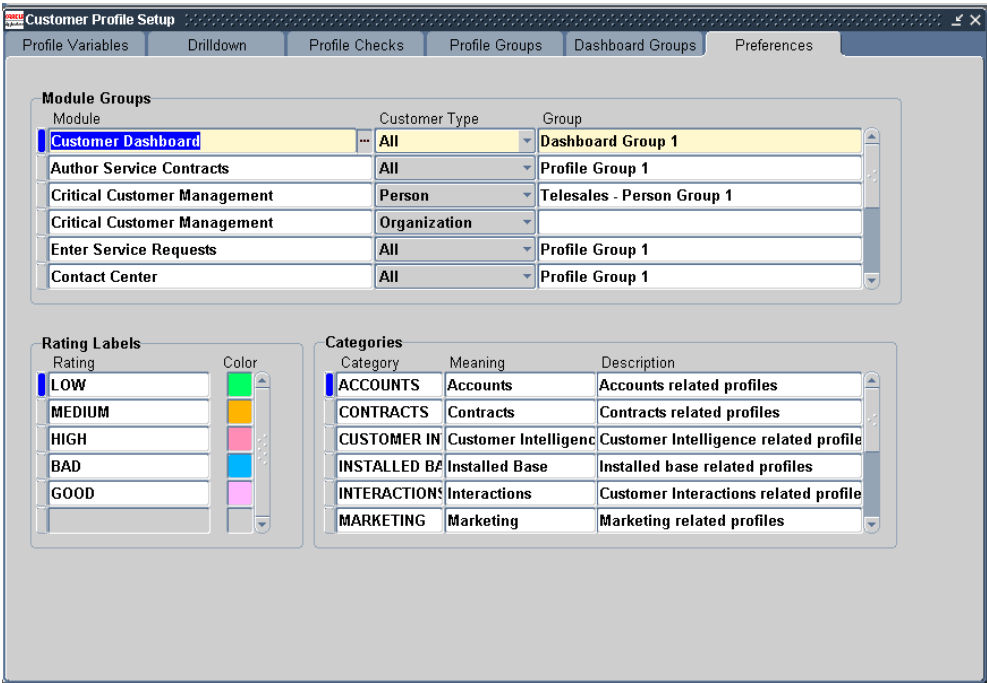 Customer Profile Setup
Profile Variables Drilldown Profile Checks Profile Groups Dashboard Groups Preferences
Module Groups
Module Customer Type Group
Customer Dashboard ... All Dashboard Group 1
Author Service Contracts All Profile Group 1
Critical Customer Management Person Telesales - Person Group 1
Critical Customer Management Organization
Enter Service Requests All Profile Group 1
Contact Center All Profile Group 1
Rating Labels
Rating Color
LOW
MEDIUM
HIGH
BAD
GOOD
Categories
Category Meaning Description
ACCOUNTS Accounts Accounts related profiles
CONTRACTS Contracts Contracts related profiles
CUSTOMER IN Customer Intelligenc Customer Intelligence related profile
INSTALLED BA Installed Base Installed base related profiles
INTERACTIONS Interactions Customer Interactions related profile
MARKETING Marketing Marketing related profiles